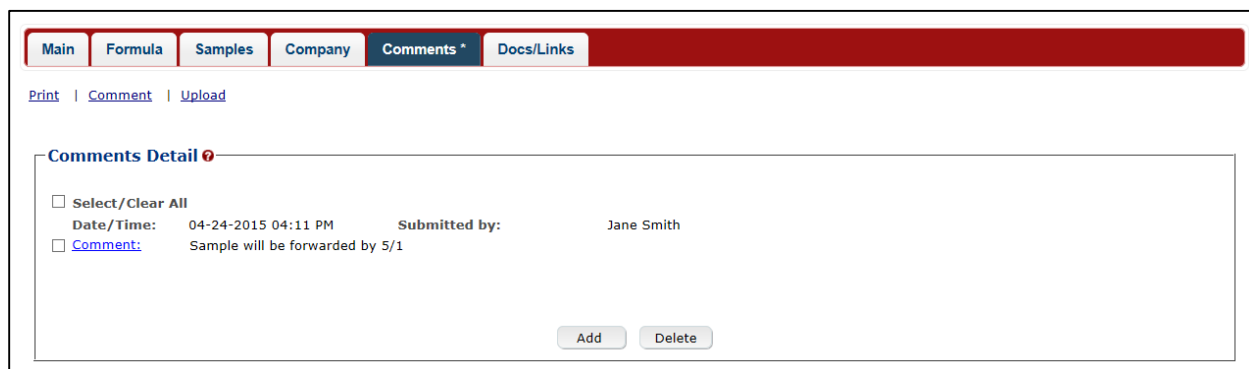 Main Formula Samples Company Comments * Docs/Links
Print | Comment | Upload
Comments Detail ?
Select/Clear All
Date/Time: 04-24-2015 04:11 PM Submitted by: Jane Smith
Comment: Sample will be forwarded by 5/1
Add Delete